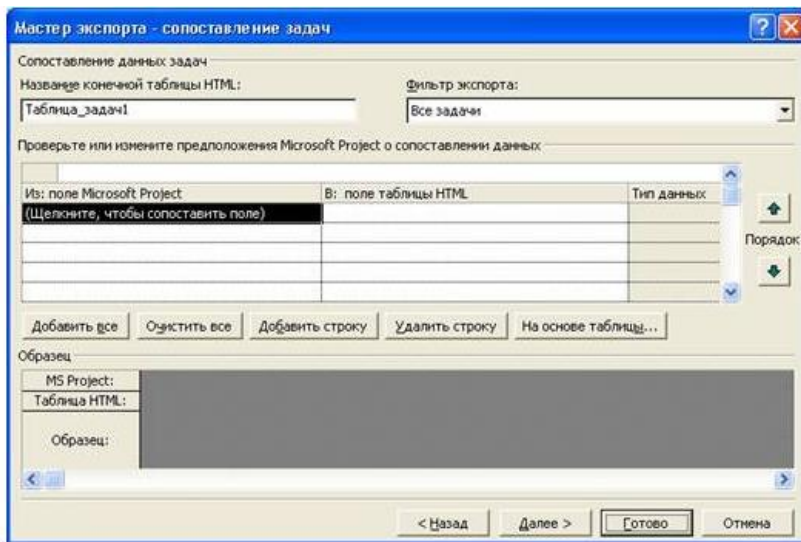 Мастер экспорта - сопоставление задач
Сопоставление данных задач
Название конечной таблицы HTML:
Фильтр экспорта:
Таблица_задач1
Все задачи
Проверьте или измените предположения Microsoft Project о сопоставлении данных
Из: поле Microsoft Project
В: поле таблицы HTML
Тип данных
(Щелкните, чтобы сопоставить поле)
Порядок
Добавить все
Очистить все
Добавить строку
Удалить строку
На основе таблицы...
Образец
MS Project:
Таблица HTML:
Образец:
< Назад
Далее >
Готово
Отмена